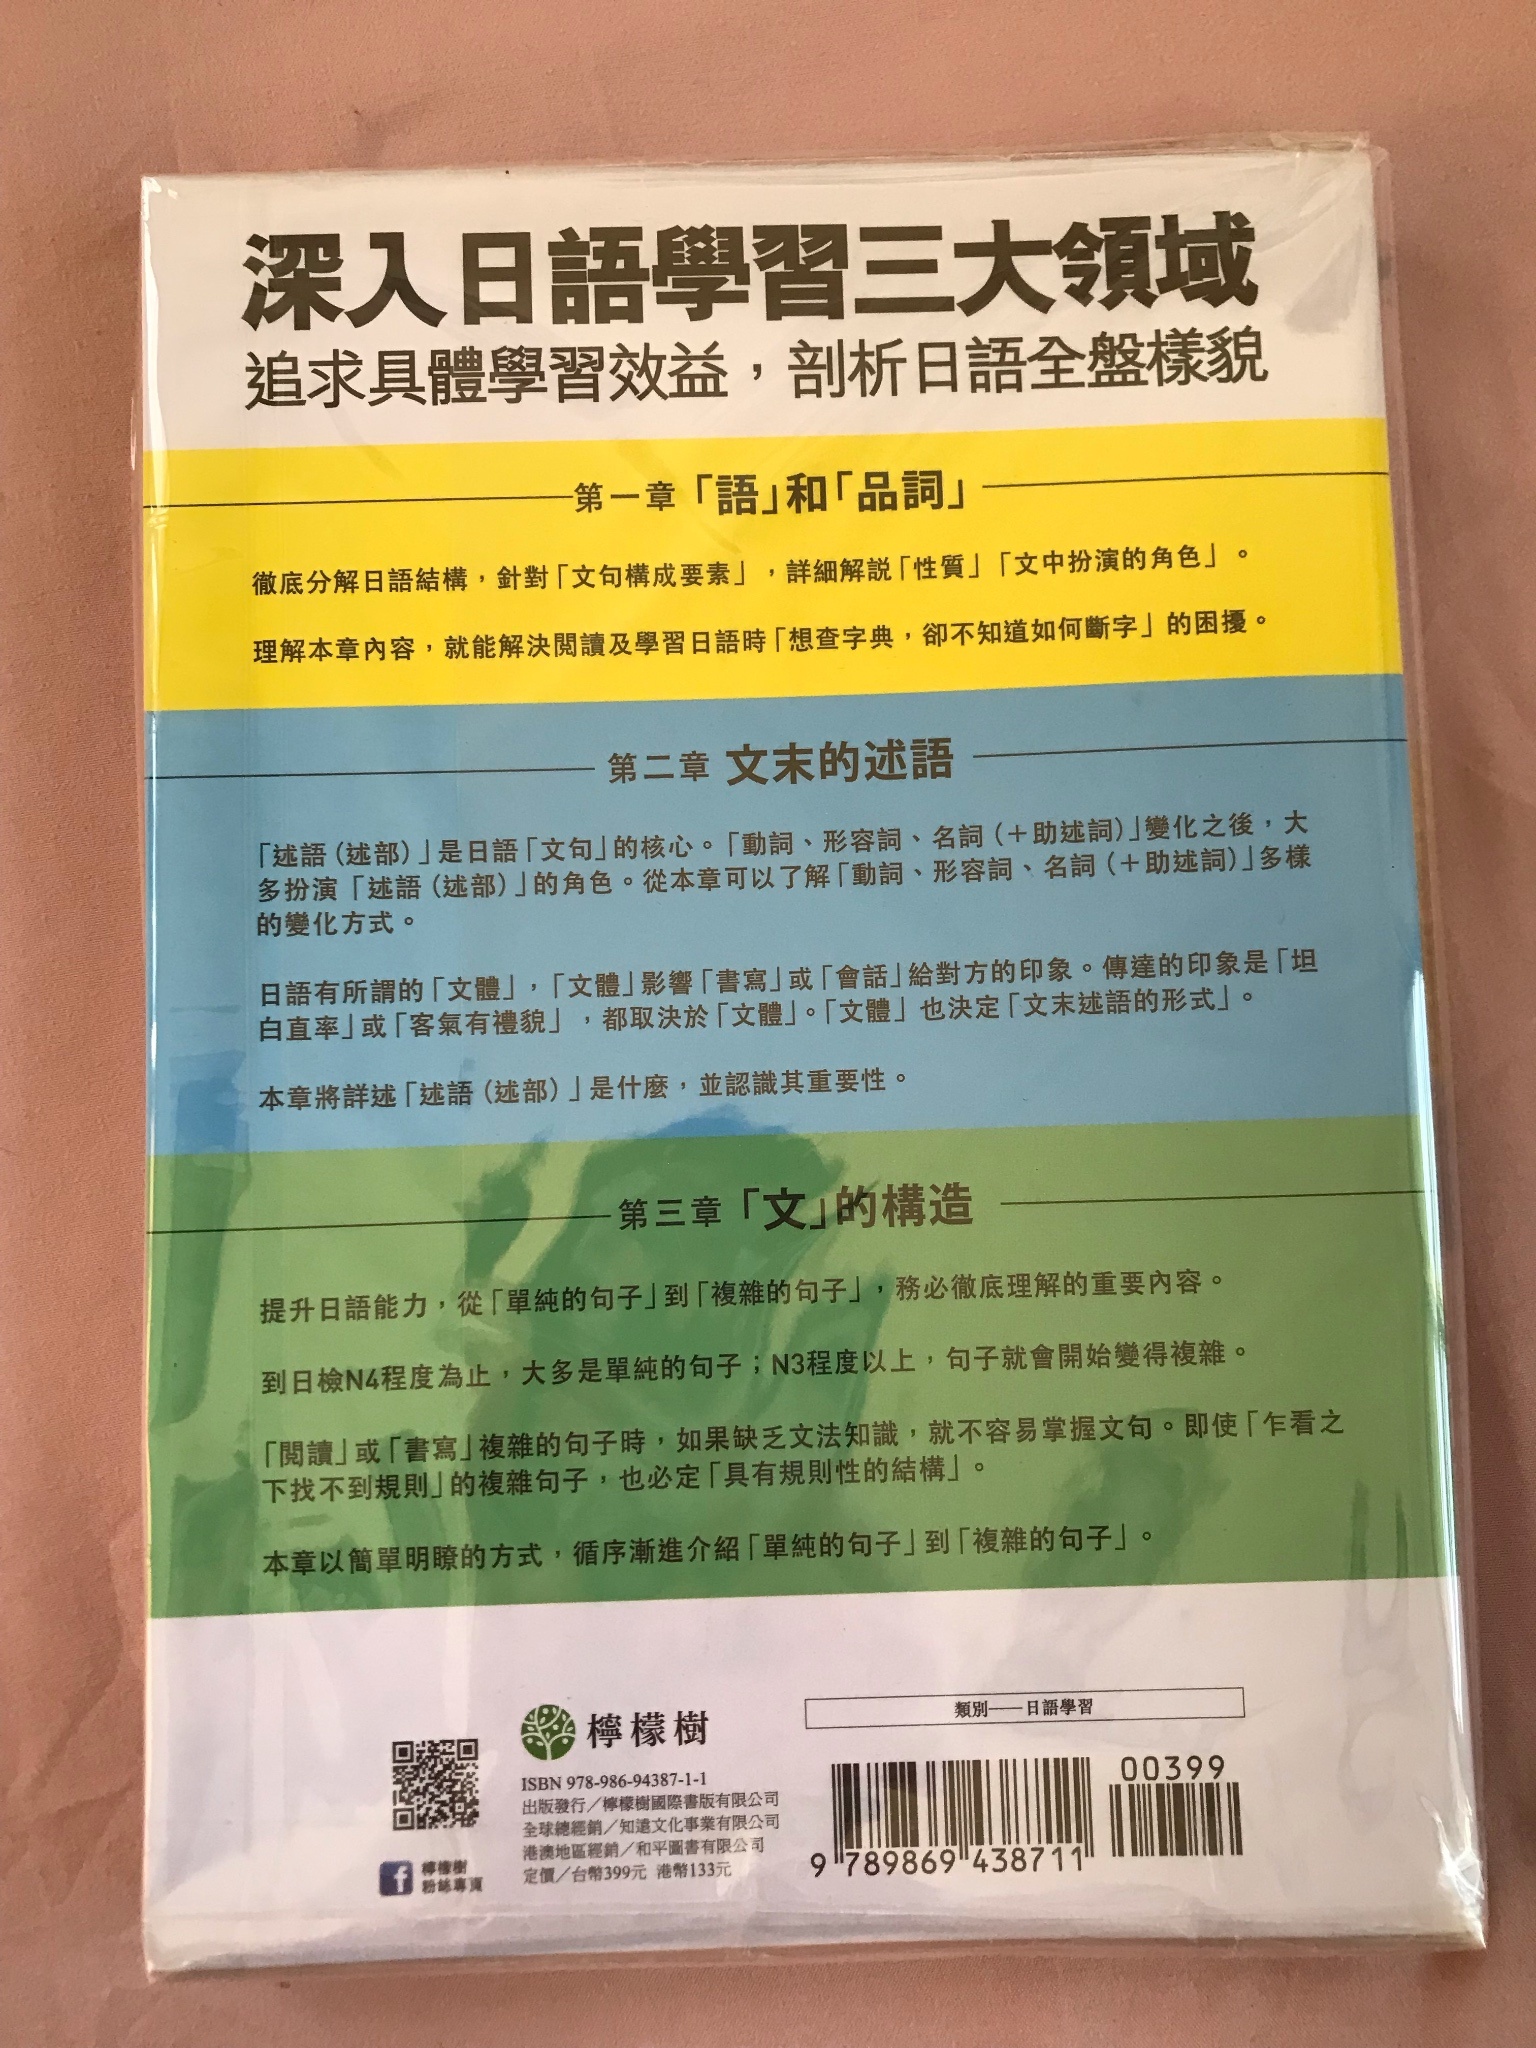 深入日語學習三大領域
追求具體學習效益，剖析日語全盤樣貌
第一章「語」和「品詞」
徹底分解日語結構，針對「文句構成要素」，詳細解說「性質」「文中扮演的角色」。
理解本章內容，就能解決閱讀及學習日語時「想查字典，卻不知道如何斷字」的困擾。
第二章 文末的述語
「述語（述部）」是日語「文句」的核心。「動詞、形容詞、名詞（＋助述詞）」變化之後，大
多扮演「述語（述部）」的角色。從本章可以了解「動詞、形容詞、名詞（＋助述詞）」多樣
的變化方式。
日語有所謂的「文體」，「文體」影響「書寫」或「會話」給對方的印象。傳達的印象是「坦
白直率」或「客氣有禮貌」，都取決於「文體」。「文體」也決定「文末述語的形式」。
本章將詳述「述語（述部）」是什麼，並認識其重要性。
第三章「文」的構造
提升日語能力，從「單純的句子」到「複雜的句子」，務必徹底理解的重要內容。
到日檢N4程度為止，大多是單純的句子；N3程度以上，句子就會開始變得複雜。
「閱讀」或「書寫」複雜的句子時，如果缺乏文法知識，就不容易掌握文句。即使「乍看之
下找不到規則」的複雜句子，也必定「具有規則性的結構」。
本章以簡單明瞭的方式，循序漸進介紹「單純的句子」到「複雜的句子」。
檸檬樹
ISBN 978-986-94387-1-1
出版發行／檸檬樹國際書版有限公司
全球總經銷／知遠文化事業有限公司
港澳地區經銷／和平圖書有限公司
定價／台幣399元 港幣133元
檸檬樹
粉絲專頁
類別——日語學習
00399
9 789869 438711